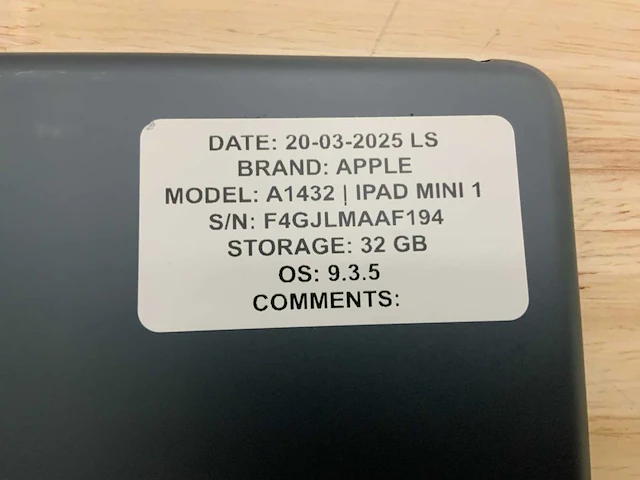 DATE: 20-03-2025 LS
BRAND: APPLE
MODEL: A1432 | IPAD MINI 1
S/N: F4GJLMAAF194
STORAGE: 32 GB
OS: 9.3.5
COMMENTS: